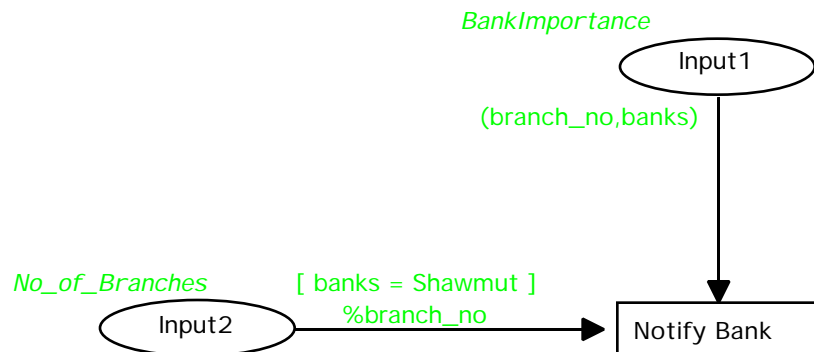 BankImportance
Input1
(branch_no,banks)
No_of_Branches
[ banks = Shawmut ]
%branch_no
Input2
Notify Bank